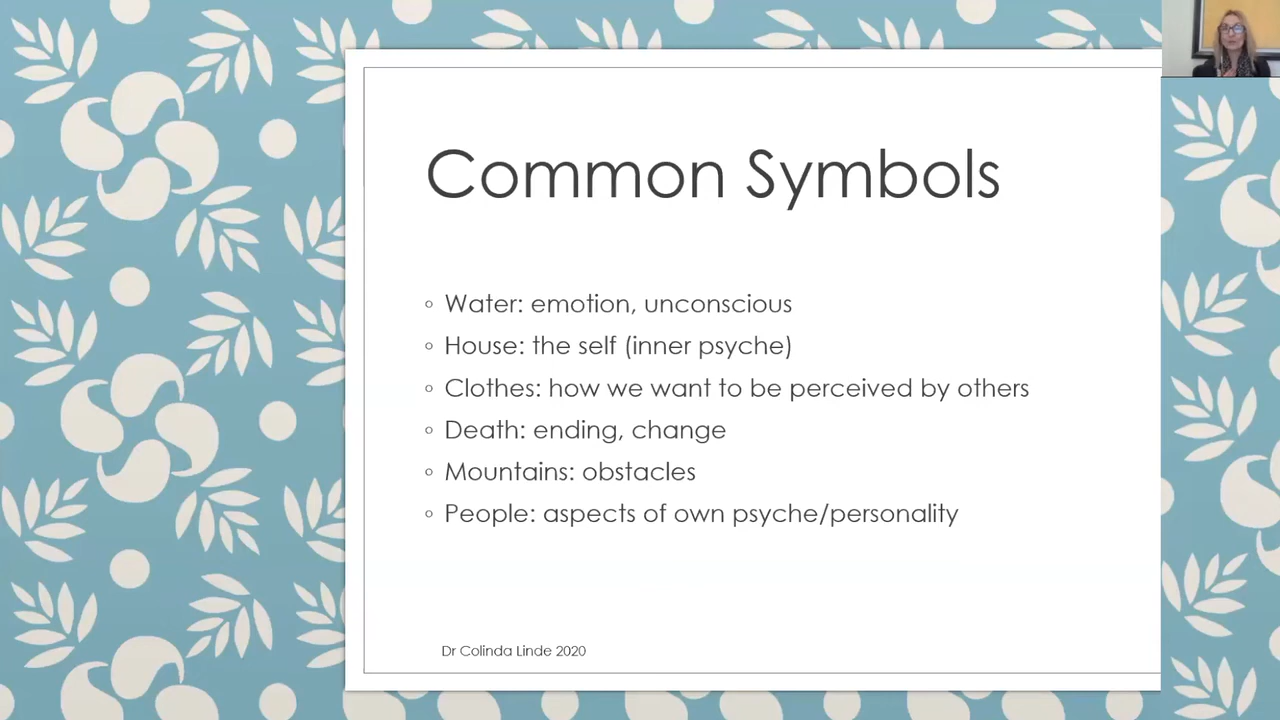 Common Symbols
◦ Water: emotion, unconscious
◦ House: the self (inner psyche)
◦ Clothes: how we want to be perceived by others
◦ Death: ending, change
◦ Mountains: obstacles
◦ People: aspects of own psyche/personality
Dr Colinda Linde 2020